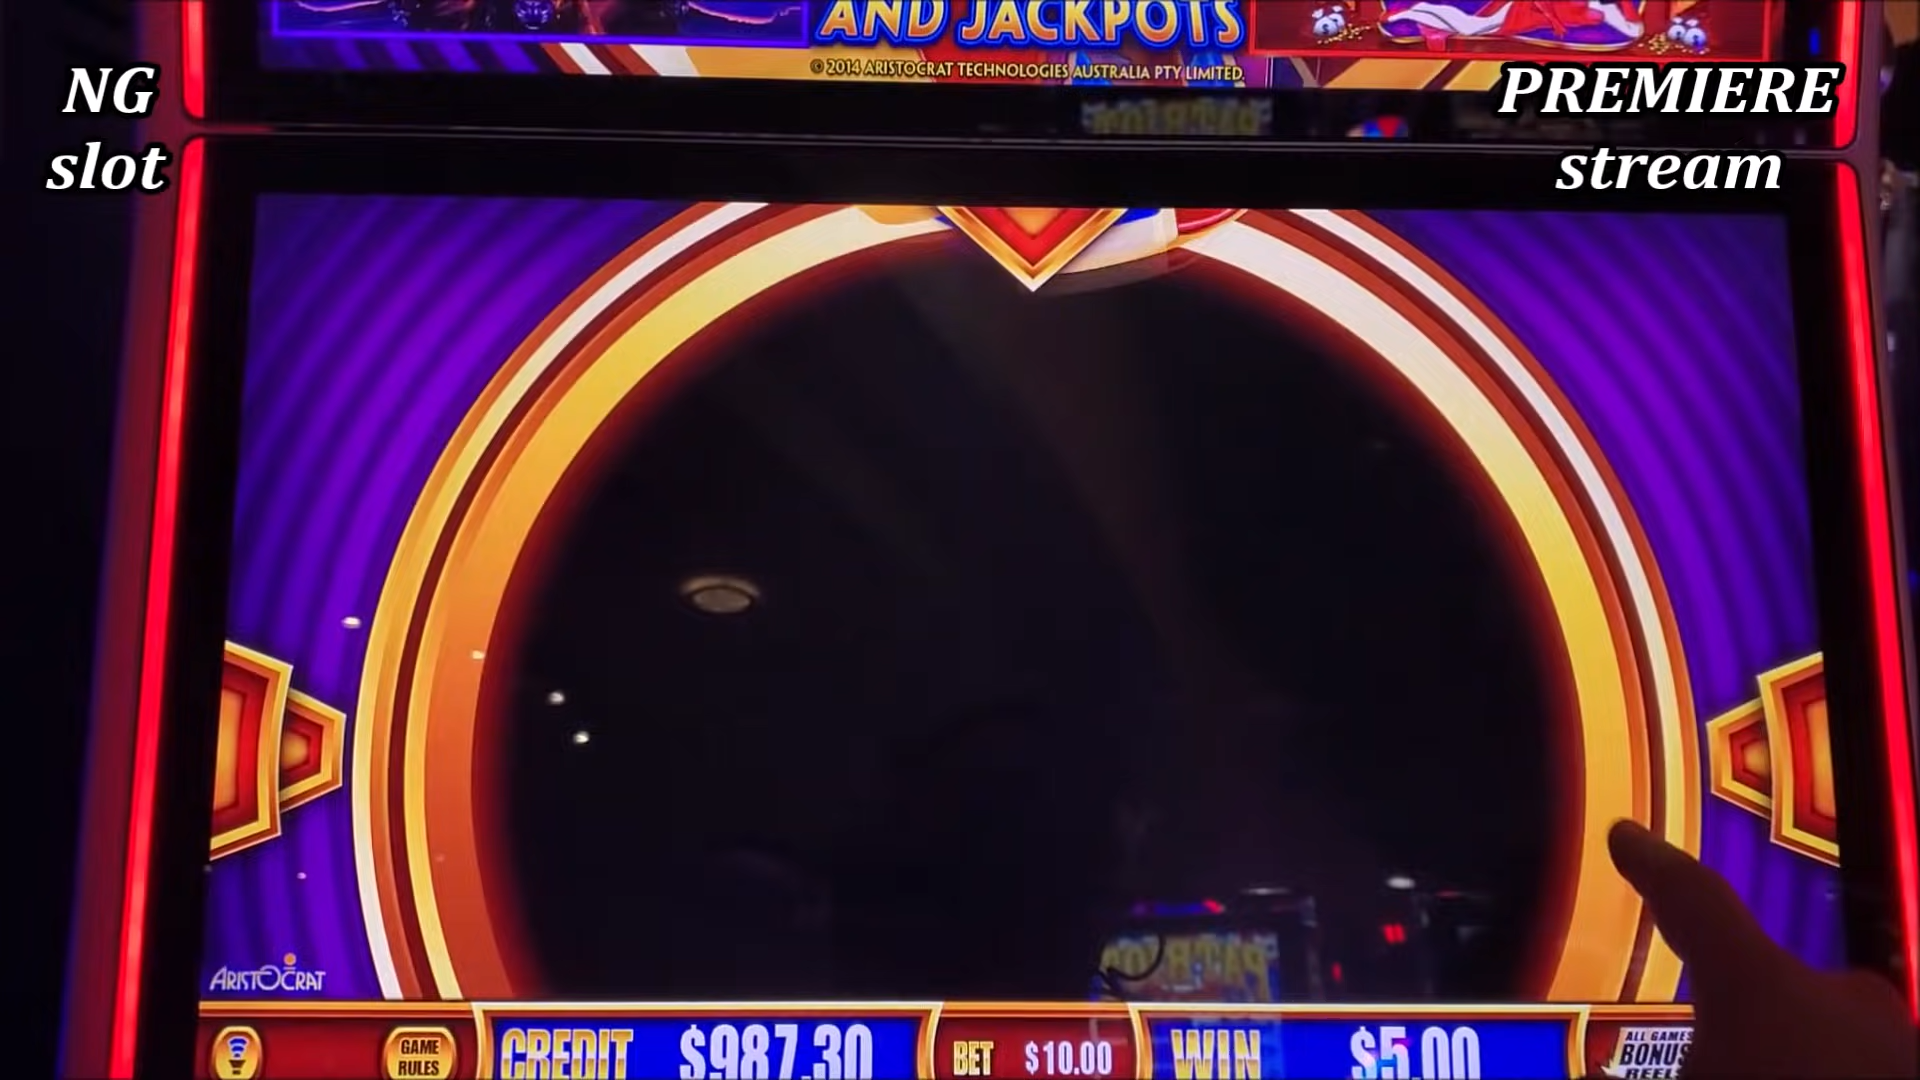 AND JACKPOTS
© 2014 ARISTOCRAT TECHNOLOGIES AUSTRALIA PTY LIMITED.
NG
slot
PREMIERE
stream
ARISTOCRAT
GAME
RULES
CREDIT $987.30
BET $10.00
WIN $5.00
ALL GAMES
BONUS
REELS